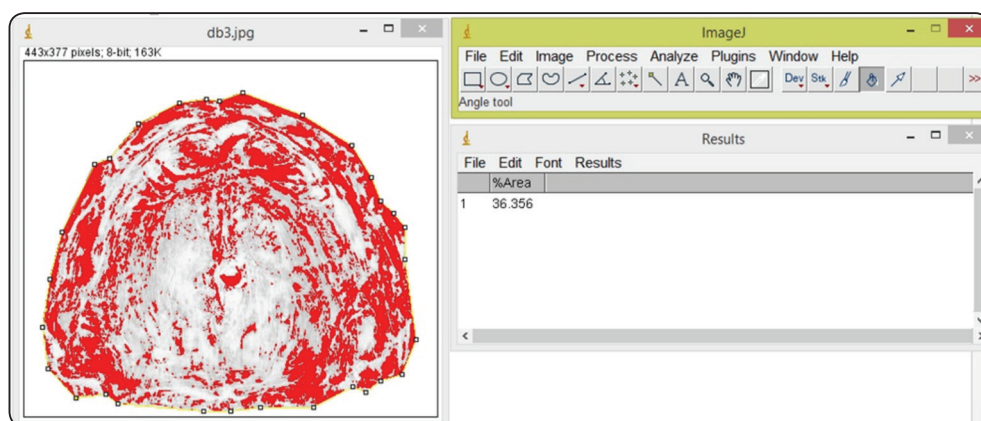 db3.jpg
443x377 pixels; 8-bit; 163K
ImageJ
File Edit Image Process Analyze Plugins Window Help
A Dev Stk >>
Angle tool
Results
File Edit Font Results
%Area
1 36.356